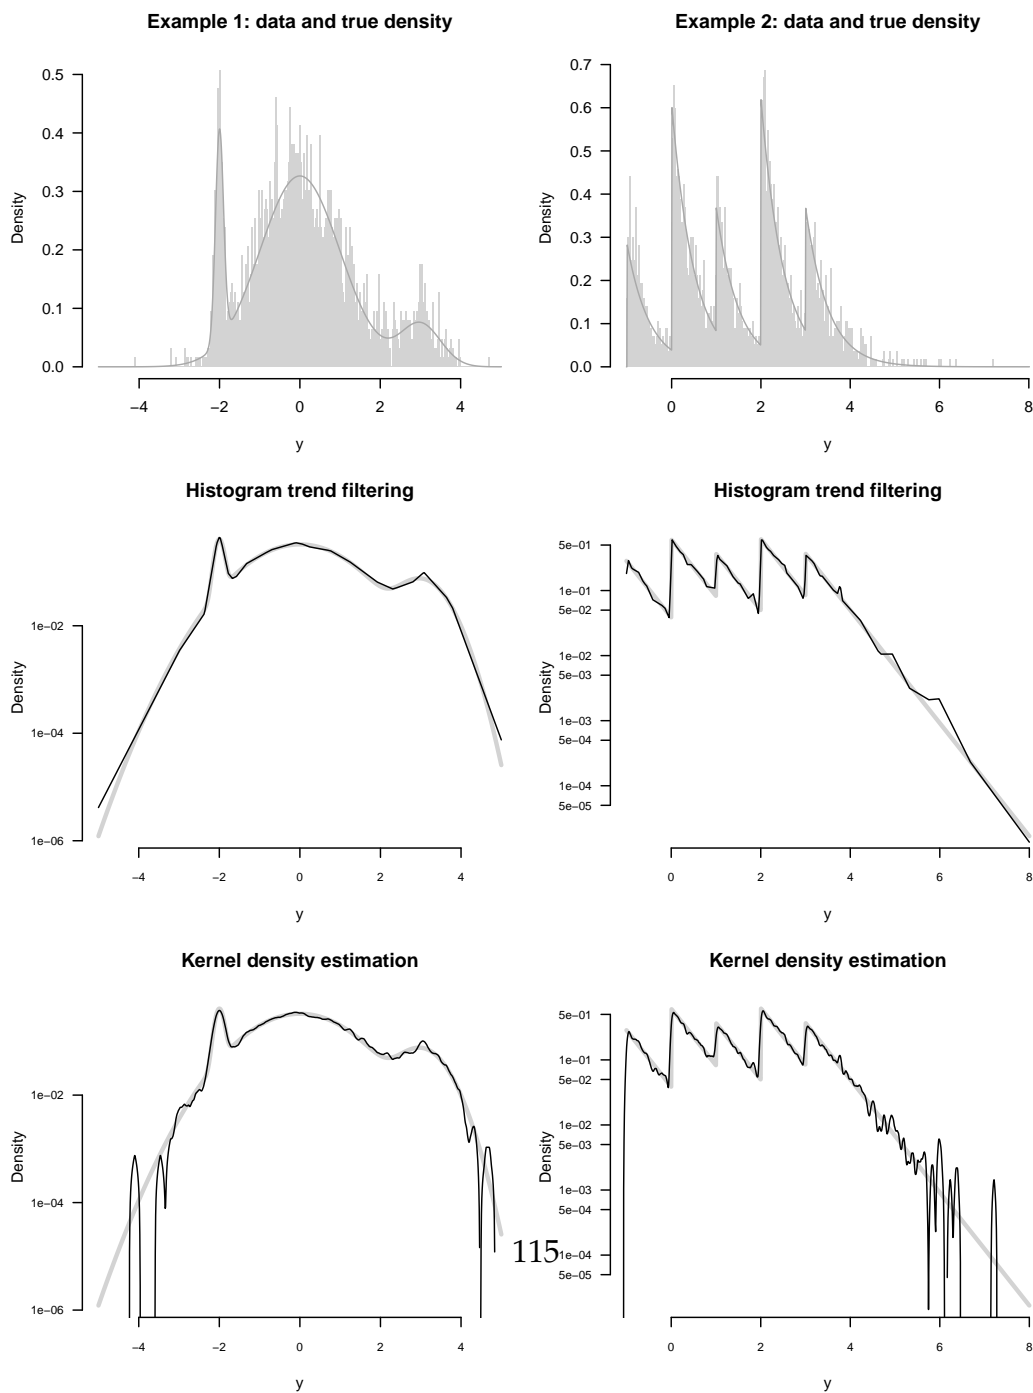 Example 1: data and true density
Density
0.5
0.4
0.3
0.2
0.1
0.0
−4 −2 0 2 4
y
Example 2: data and true density
Density
0.7
0.6
0.5
0.4
0.3
0.2
0.1
0.0
0 2 4 6 8
y
Histogram trend filtering
Density
1e−02
1e−04
1e−06
−4 −2 0 2 4
y
Histogram trend filtering
Density
5e−01
1e−01
5e−02
1e−02
5e−03
1e−03
5e−04
1e−04
5e−05
0 2 4 6 8
y
Kernel density estimation
Density
1e−02
1e−04
1e−06
−4 −2 0 2 4
y
Kernel density estimation
Density
5e−01
1e−01
5e−02
1e−02
5e−03
1e−03
5e−04
1e−04
5e−05
0 2 4 6 8
y
115